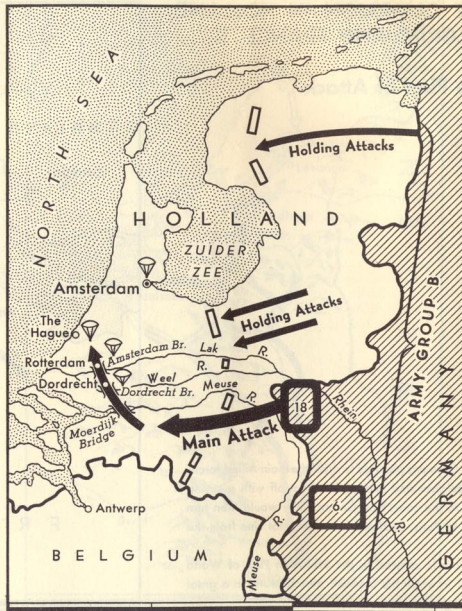 NORTH SEA
Holding Attacks
HOLLAND
ZUIDER
ZEE
Amsterdam
The
Hague
Holding Attacks
Amsterdam Br.
Lak
R.
Rotterdam
R.
Dordrecht
Weel
Dordrecht Br.
Meuse
R.
18
Rhein
R.
Moerdijk
Bridge
Main Attack
ARMY GROUP B
GERMANY
6
Antwerp
BELGIUM
Meuse
R.